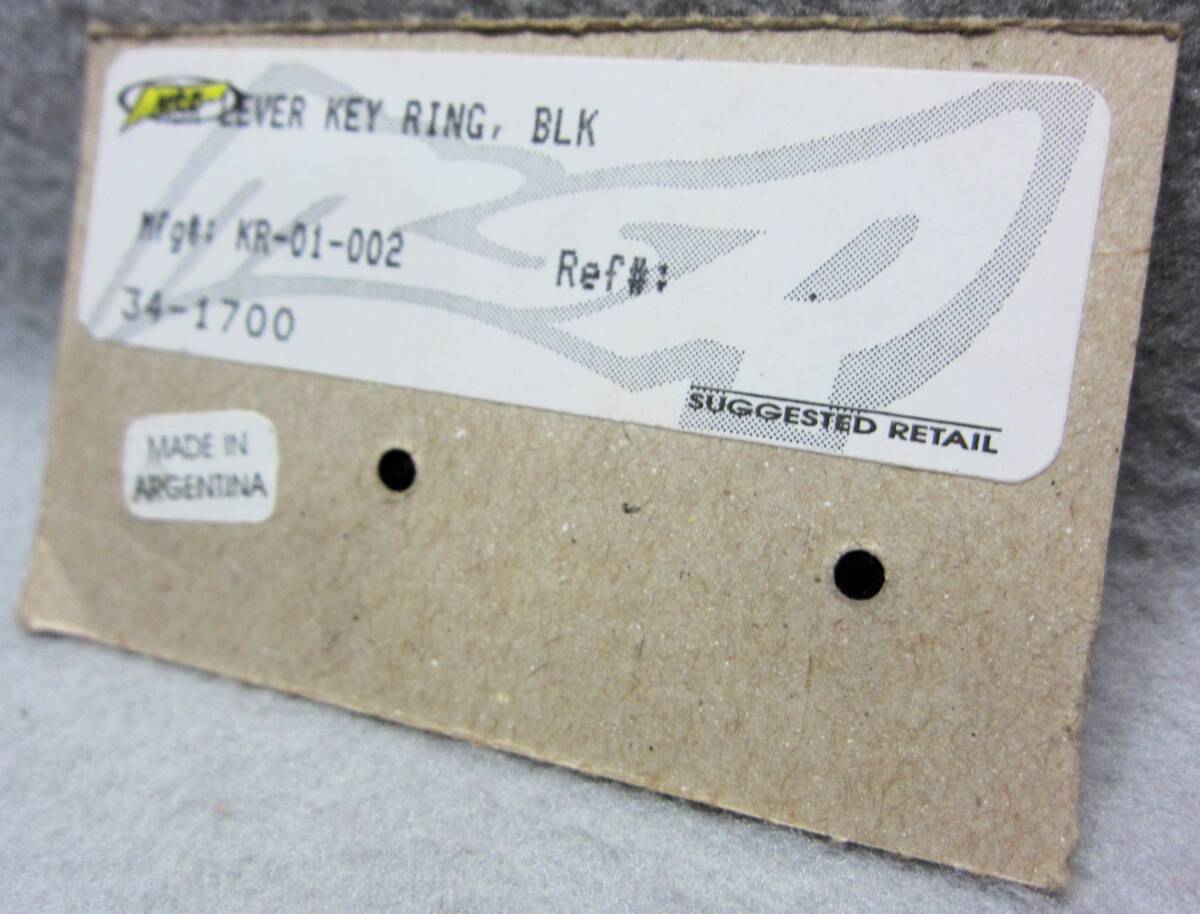 LEVER KEY RING, BLK
Mfg#: KR-01-002
Ref#:
34-1700
SUGGESTED RETAIL
MADE IN
ARGENTINA